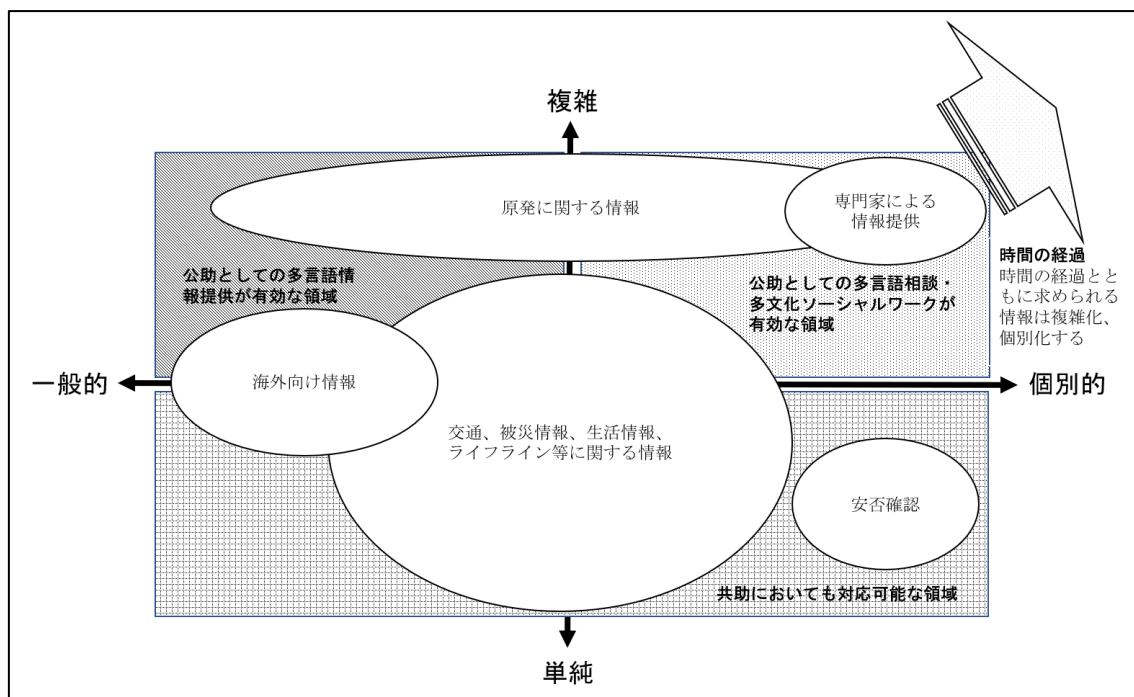 複雑
原発に関する情報
専門家による
情報提供
公助としての多言語情
報提供が有効な領域
公助としての多言語相談・
多文化ソーシャルワークが
有効な領域
時間の経過
時間の経過とと
もに求められる
情報は複雑化、
個別化する
一般的
海外向け情報
個別的
交通、被災情報、生活情報、
ライフライン等に関する情報
安否確認
共助においても対応可能な領域
単純